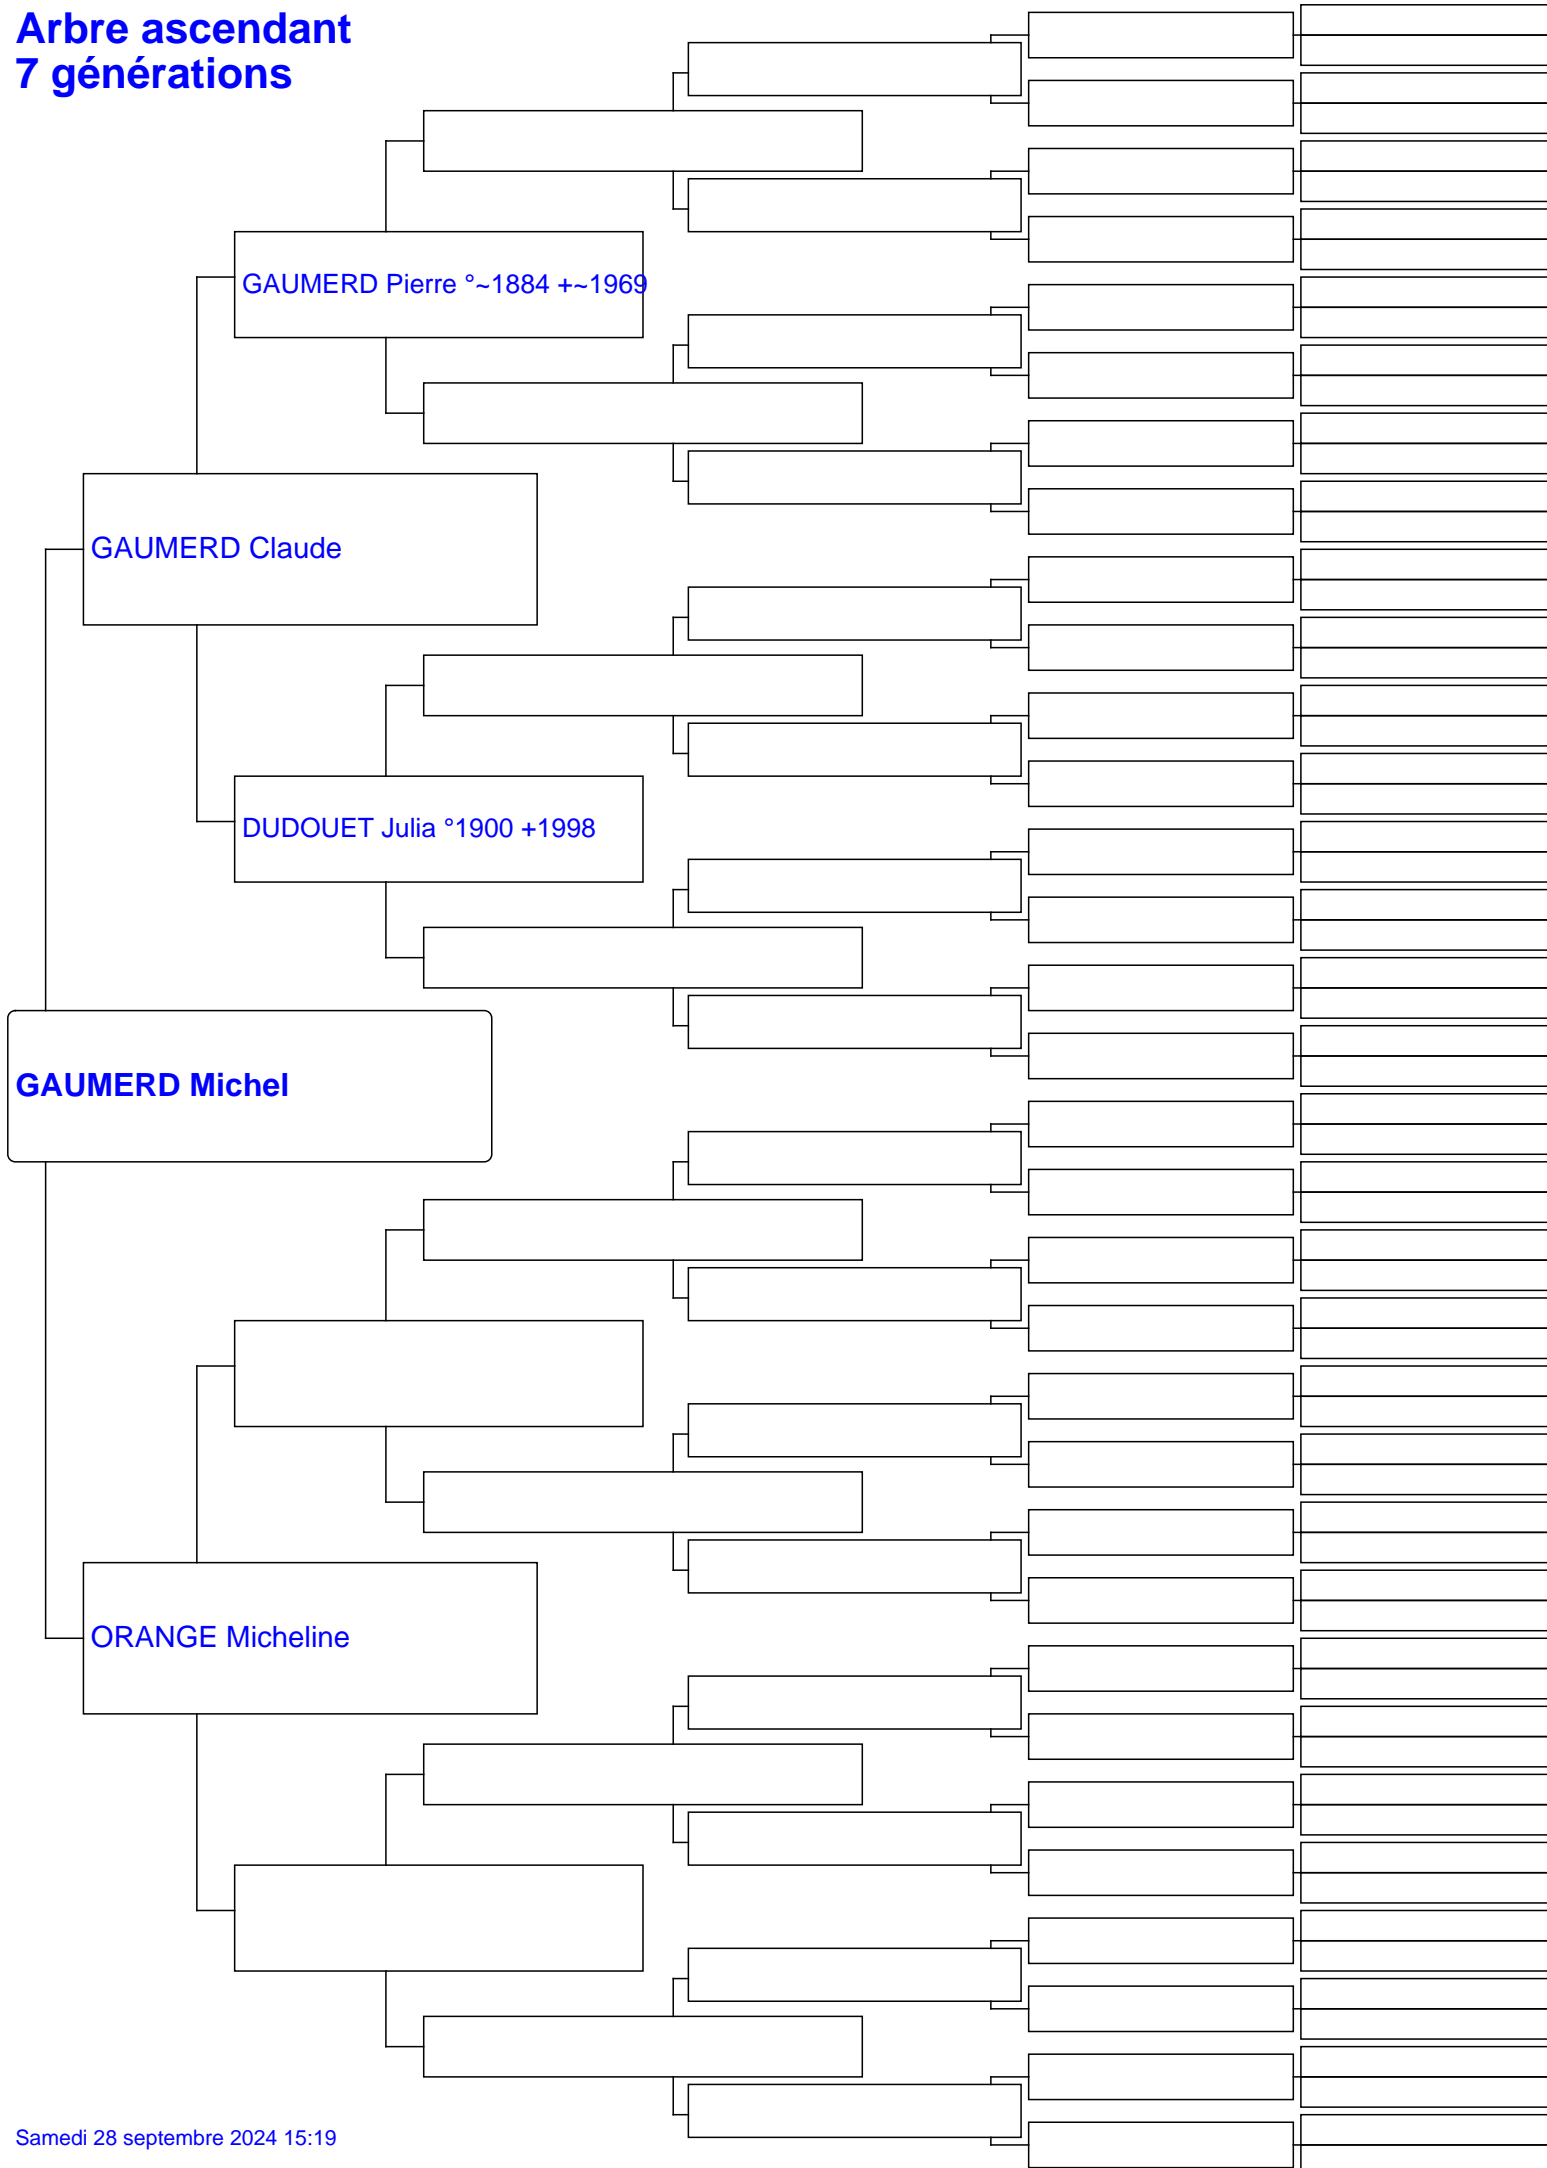 Arbre ascendant
7 générations
GAUMERD Pierre °~1884 +~1969
GAUMERD Claude
DUDOUET Julia °1900 +1998
GAUMERD Michel
ORANGE Micheline
Samedi 28 septembre 2024 15:19